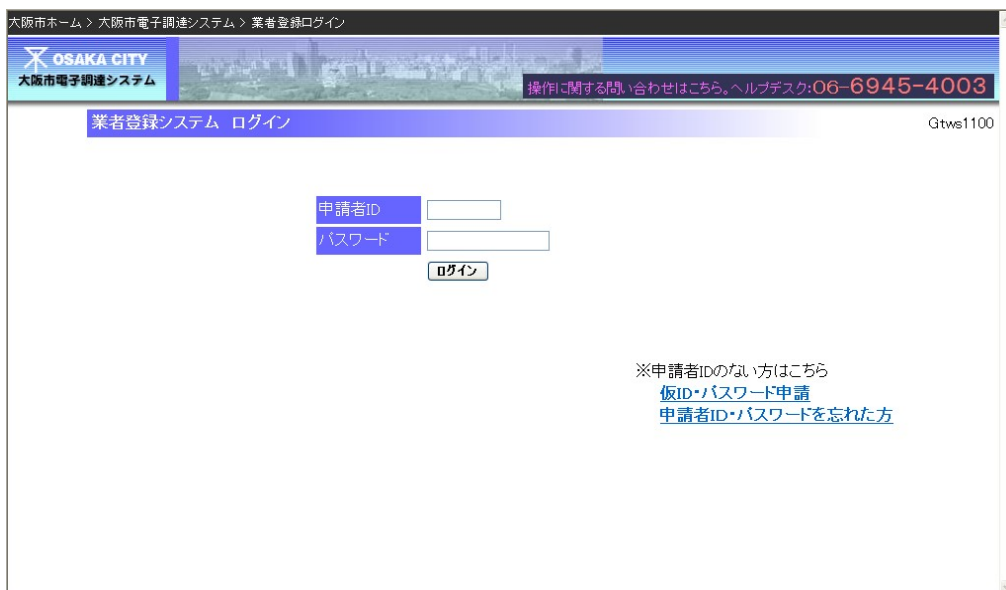 大阪市ホーム > 大阪市電子調達システム > 業者登録ログイン
OSAKA CITY
大阪市電子調達システム
操作に関する問い合わせはこちら。ヘルプデスク:06-6945-4003
業者登録システム ログイン
Gtws1100
申請者ID
パスワード
ログイン
※申請者IDのない方はこちら
仮ID・パスワード申請
申請者ID・パスワードを忘れた方